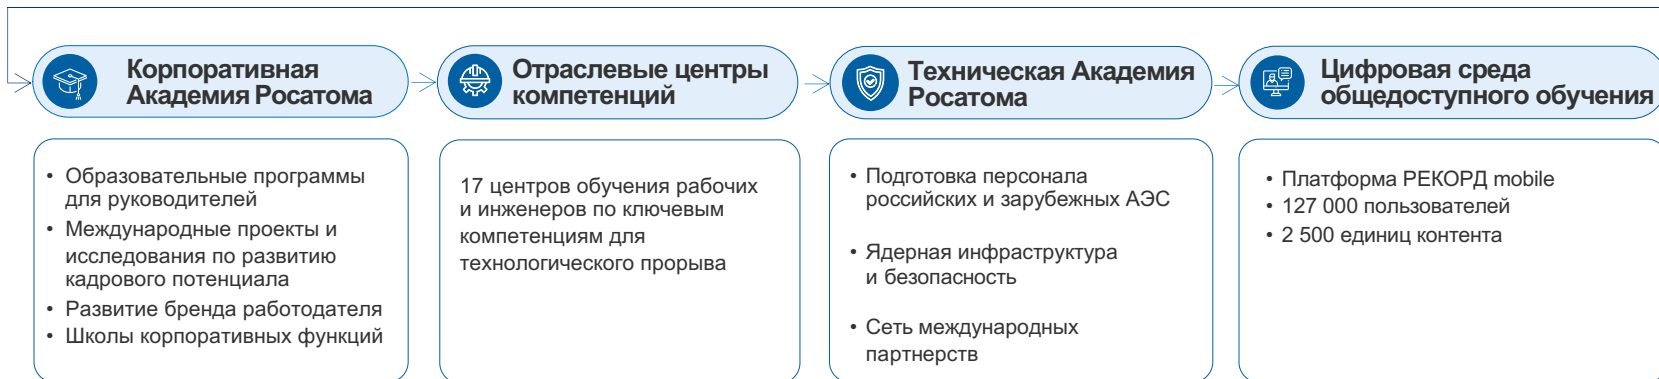 Корпоративная
Академия Росатома
Отраслевые центры
компетенций
Техническая Академия
Росатома
Цифровая среда
общедоступного обучения
• Образовательные программы
для руководителей
• Международные проекты и
исследования по развитию
кадрового потенциала
• Развитие бренда работодателя
• Школы корпоративных функций
17 центров обучения рабочих
и инженеров по ключевым
компетенциям для
технологического прорыва
• Подготовка персонала
российских и зарубежных АЭС
• Ядерная инфраструктура
и безопасность
• Сеть международных
партнерств
• Платформа РЕКОРД mobile
• 127 000 пользователей
• 2 500 единиц контента